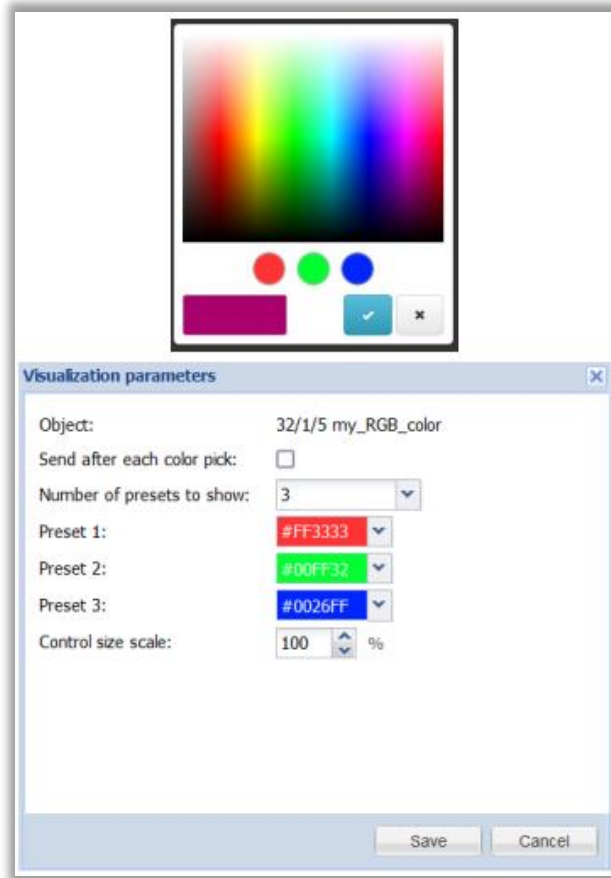 Visualization parameters
Object: 32/1/5 my_RGB_color
Send after each color pick:
Number of presets to show: 3
Preset 1: #FF3333
Preset 2: #00FF32
Preset 3: #0026FF
Control size scale: 100 %
Save Cancel